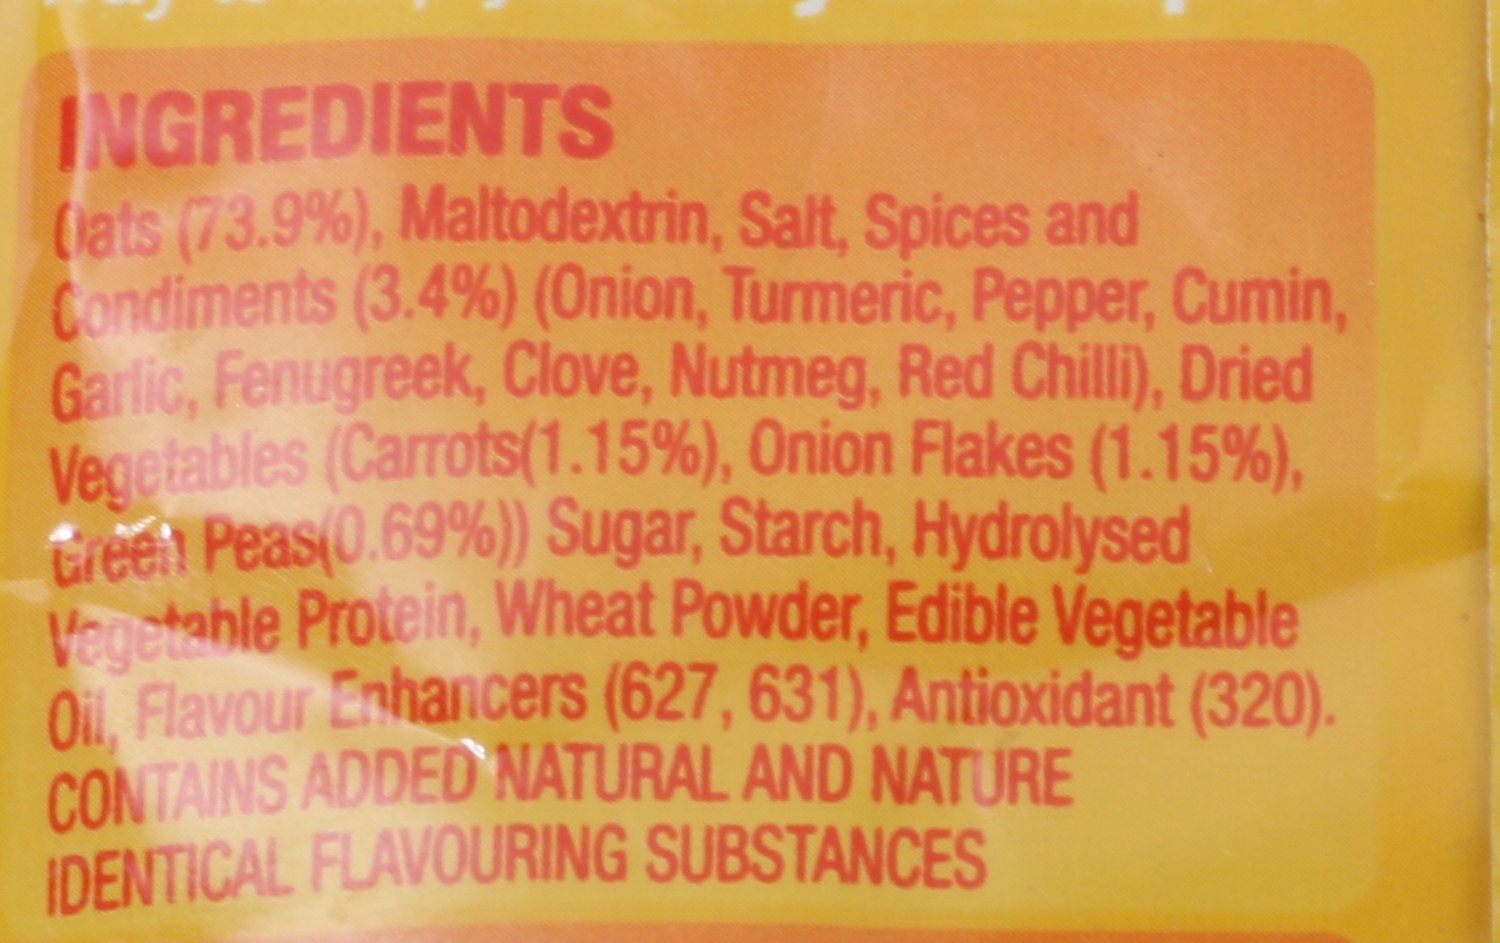 INGREDIENTS
Oats (73.9%), Maltodextrin, Salt, Spices and
Condiments (3.4%) (Onion, Turmeric, Pepper, Cumin,
Garlic, Fenugreek, Clove, Nutmeg, Red Chilli), Dried
Vegetables (Carrots(1.15%), Onion Flakes (1.15%),
Green Peas(0.69%)) Sugar, Starch, Hydrolysed
Vegetable Protein, Wheat Powder, Edible Vegetable
Oil, Flavour Enhancers (627, 631), Antioxidant (320).
CONTAINS ADDED NATURAL AND NATURE
IDENTICAL FLAVOURING SUBSTANCES